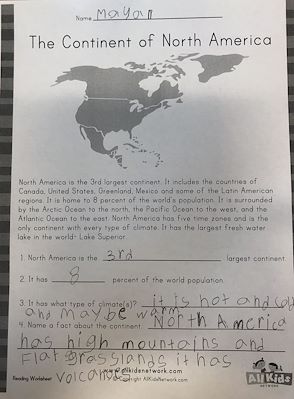 Name Mayan
The Continent of North America
North America is the 3rd largest continent. It includes the countries of
Canada, United States, Greenland, Mexico and some of the Latin American
regions. It is home to 8 percent of the world's population. It is surrounded
by the Arctic Ocean to the north, the Pacific Ocean to the west, and the
Atlantic Ocean to the east. North America has five time zones and is the
only continent with every type of climate. It has the largest fresh water
lake in the world- Lake Superior.
1. North America is the 3rd largest continent.
2. It has 8 percent of the world population.
3. It has what type of climate(s)? it is hot and cold
and maybe warm
4. Name a fact about the continent. North America
has high mountains and
Flat grasslands it has
volcanoes
www.allkidsnetwork.com
Reading Worksheet
Copyright AllKidsNetwork.com
All Kids
NETWORK